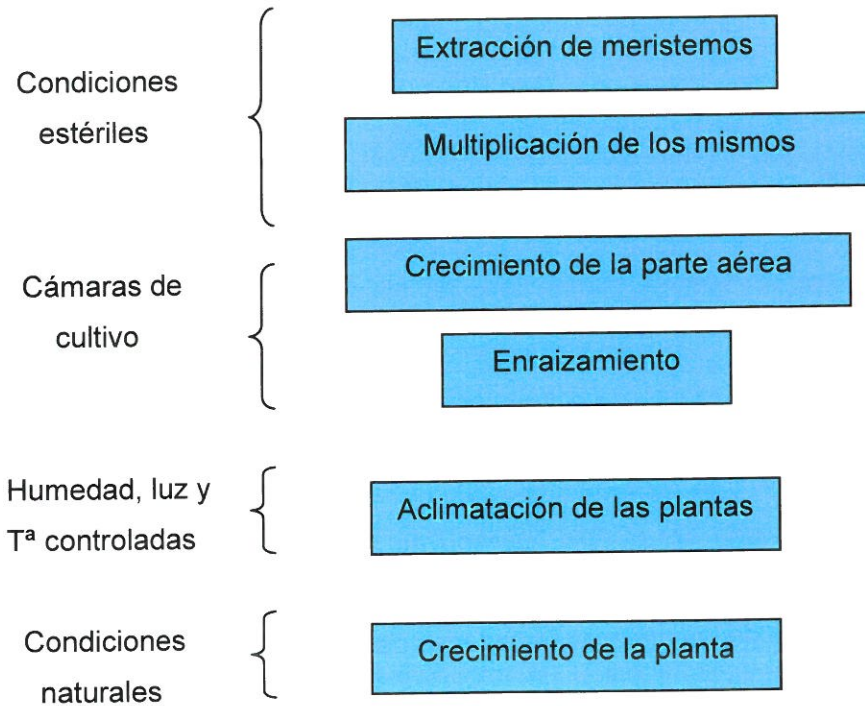 Condiciones
estériles
Extracción de meristemos
Multiplicación de los mismos
Cámaras de
cultivo
Crecimiento de la parte aérea
Enraizamiento
Humedad, luz y
Tª controladas
Aclimatación de las plantas
Condiciones
naturales
Crecimiento de la planta